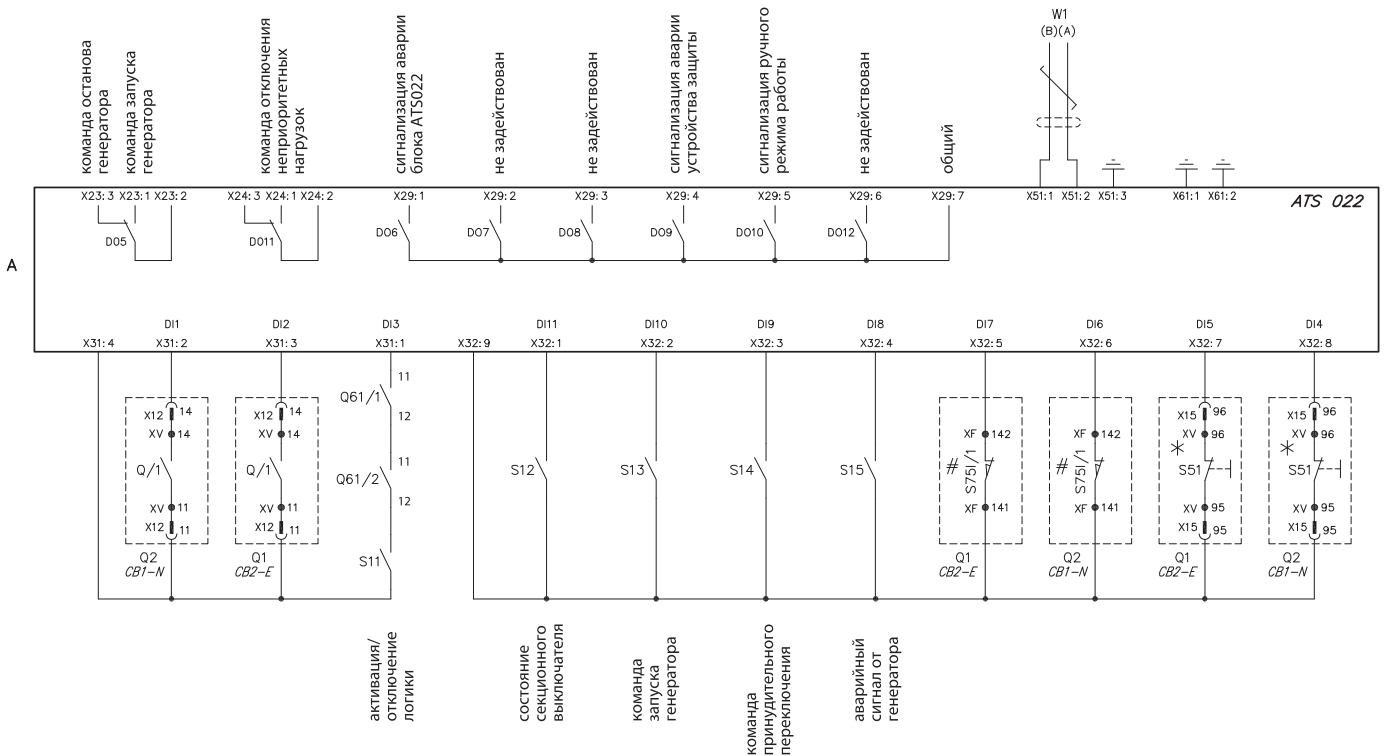 W1
(B)(A)
команда останова
генератора
команда запуска
генератора
команда отключения
неприоритетных
нагрузок
сигнализация аварии
блока ATS022
не задействован
не задействован
сигнализация аварии
устройства защиты
сигнализация ручного
режима работы
не задействован
общий
X23:3 X23:1 X23:2 X24:3 X24:1 X24:2 X29:1 X29:2 X29:3 X29:4 X29:5 X29:6 X29:7 X51:1 X51:2 X51:3 X61:1 X61:2
ATS 022
DO5 DO11 DO6 DO7 DO8 DO9 DO10 DO12
A
DI1 DI2 DI3 DI11 DI10 DI9 DI8 DI7 DI6 DI5 DI4
X31:4 X31:2 X31:3 X31:1 X32:9 X32:1 X32:2 X32:3 X32:4 X32:5 X32:6 X32:7 X32:8
11
Q61/1
12
X12 14 X12 14 X15 96 X15 96
XV 14 XV 14 XF 142 XF 142 XV 96 XV 96
* *
11
Q/1 Q/1 Q61/2 S12 S13 S14 S15 # S75I/1 # S75I/1 S51 S51
12
XV 11 XV 11 XF 141 XF 141 XV 95 XV 95
X12 11 X12 11 X15 95 X15 95
Q2 Q1 S11 Q1 Q2 Q1 Q2
CB1-N CB2-E CB2-E CB1-N CB2-E CB1-N
активация/
отключение
логики
состояние
секционного
выключателя
команда
запуска
генератора
команда
принудительного
переключения
аварийный
сигнал от
генератора